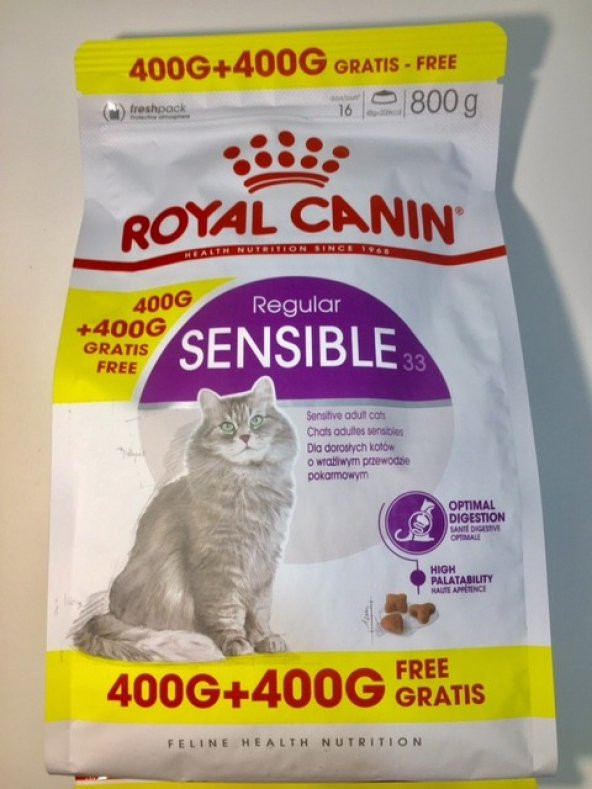 400G+400G GRATIS - FREE
freshpack
Protective atmosphere
16
800 g
ROYAL CANIN®
HEALTH NUTRITION SINCE 1968
400G
+400G
GRATIS
FREE
Regular
SENSIBLE 33
Sensitive adult cats
Chats adultes sensibles
Dla dorosłych kotów
o wrażliwym przewodzie
pokarmowym
OPTIMAL
DIGESTION
SANTÉ DIGESTIVE
OPTIMALE
HIGH
PALATABILITY
HAUTE APPÉTENCE
400G+400G FREE
GRATIS
FELINE HEALTH NUTRITION